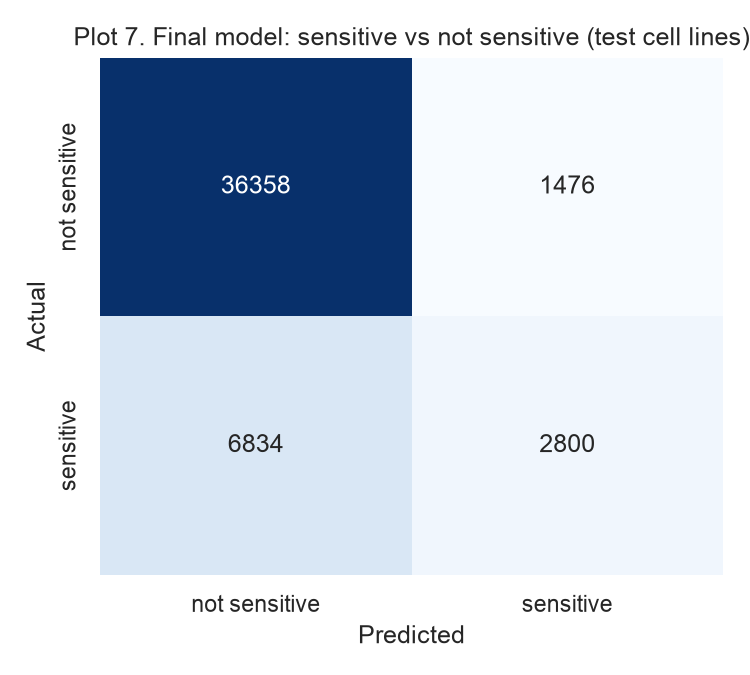 Plot 7. Final model: sensitive vs not sensitive (test cell lines)
not sensitive
36358
1476
Actual
sensitive
6834
2800
not sensitive
sensitive
Predicted